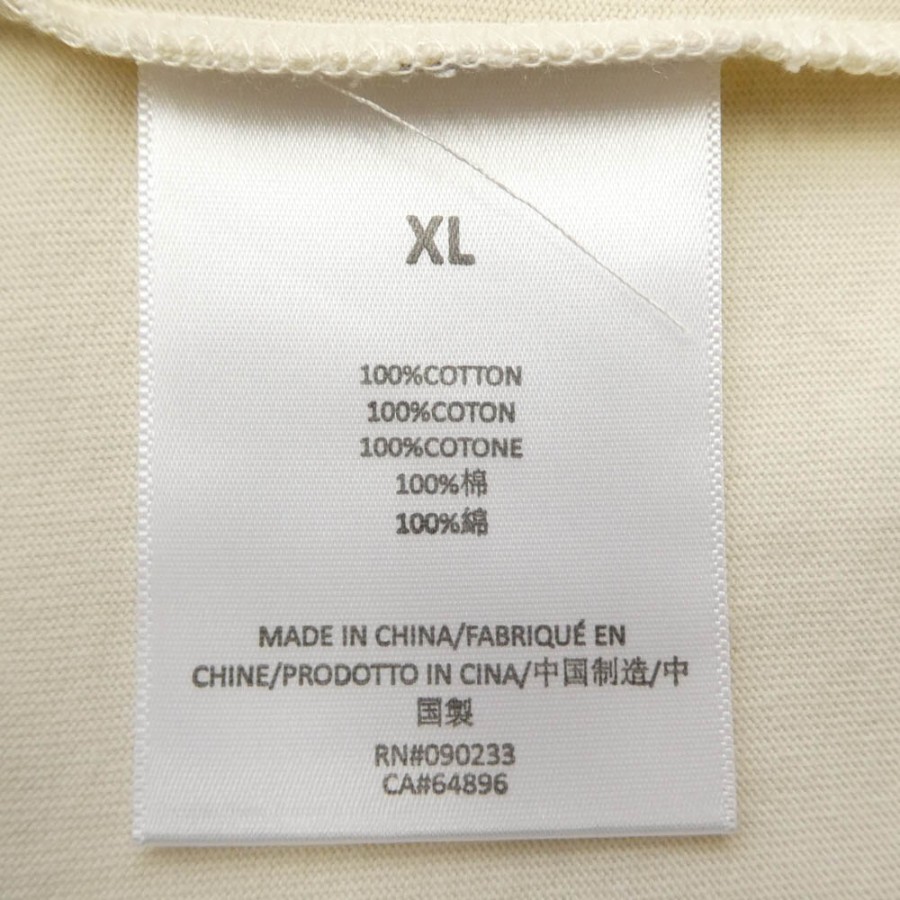 XL
100%COTTON
100%COTON
100%COTONE
100%棉
100%綿
MADE IN CHINA/FABRIQUÉ EN
CHINE/PRODOTTO IN CINA/中国制造/中
国製
RN#090233
CA#64896